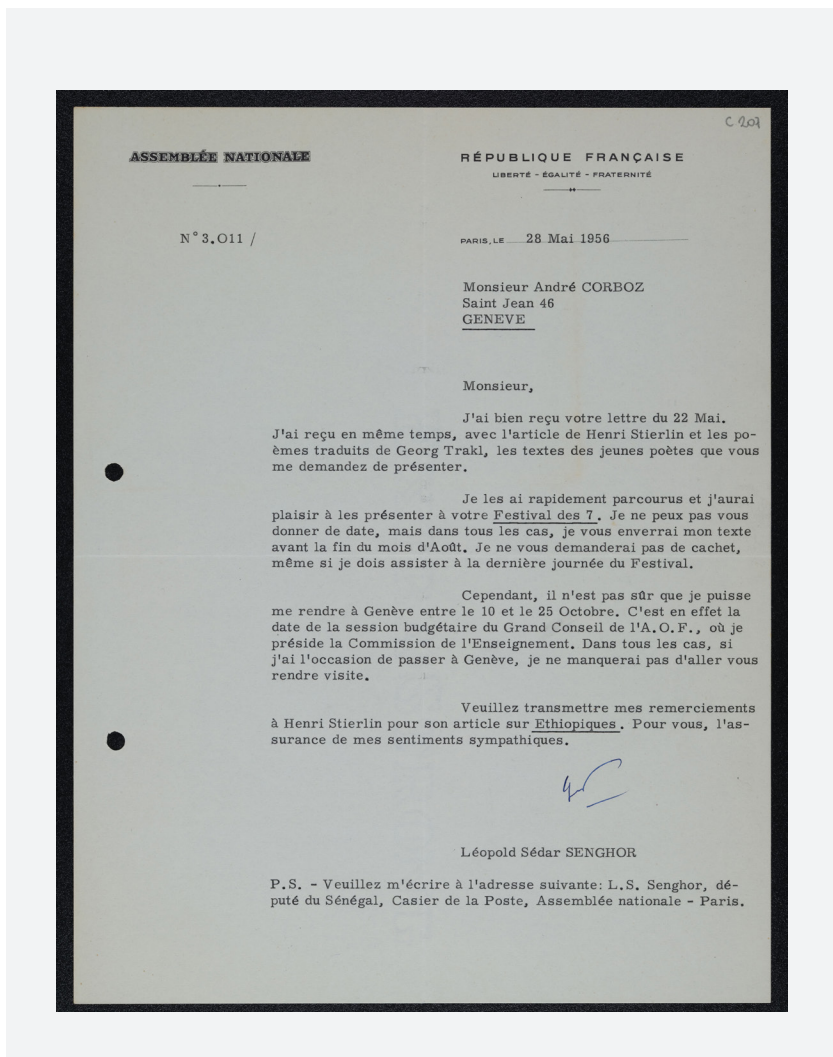 C 207
ASSEMBLÉE NATIONALE
RÉPUBLIQUE FRANÇAISE
LIBERTÉ - ÉGALITÉ - FRATERNITÉ
N° 3.011 /
PARIS, LE 28 Mai 1956
Monsieur André CORBOZ
Saint Jean 46
GENEVE
Monsieur,
J'ai bien reçu votre lettre du 22 Mai.
J'ai reçu en même temps, avec l'article de Henri Stierlin et les po-
èmes traduits de Georg Trakl, les textes des jeunes poètes que vous
me demandez de présenter.
Je les ai rapidement parcourus et j'aurai
plaisir à les présenter à votre Festival des 7. Je ne peux pas vous
donner de date, mais dans tous les cas, je vous enverrai mon texte
avant la fin du mois d'Août. Je ne vous demanderai pas de cachet,
même si je dois assister à la dernière journée du Festival.
Cependant, il n'est pas sûr que je puisse
me rendre à Genève entre le 10 et le 25 Octobre. C'est en effet la
date de la session budgétaire du Grand Conseil de l'A.O.F., où je
préside la Commission de l'Enseignement. Dans tous les cas, si
j'ai l'occasion de passer à Genève, je ne manquerai pas d'aller vous
rendre visite.
Veuillez transmettre mes remerciements
à Henri Stierlin pour son article sur Ethiopiques. Pour vous, l'as-
surance de mes sentiments sympathiques.
Léopold Sédar SENGHOR
P.S. - Veuillez m'écrire à l'adresse suivante: L.S. Senghor, dé-
puté du Sénégal, Casier de la Poste, Assemblée nationale - Paris.